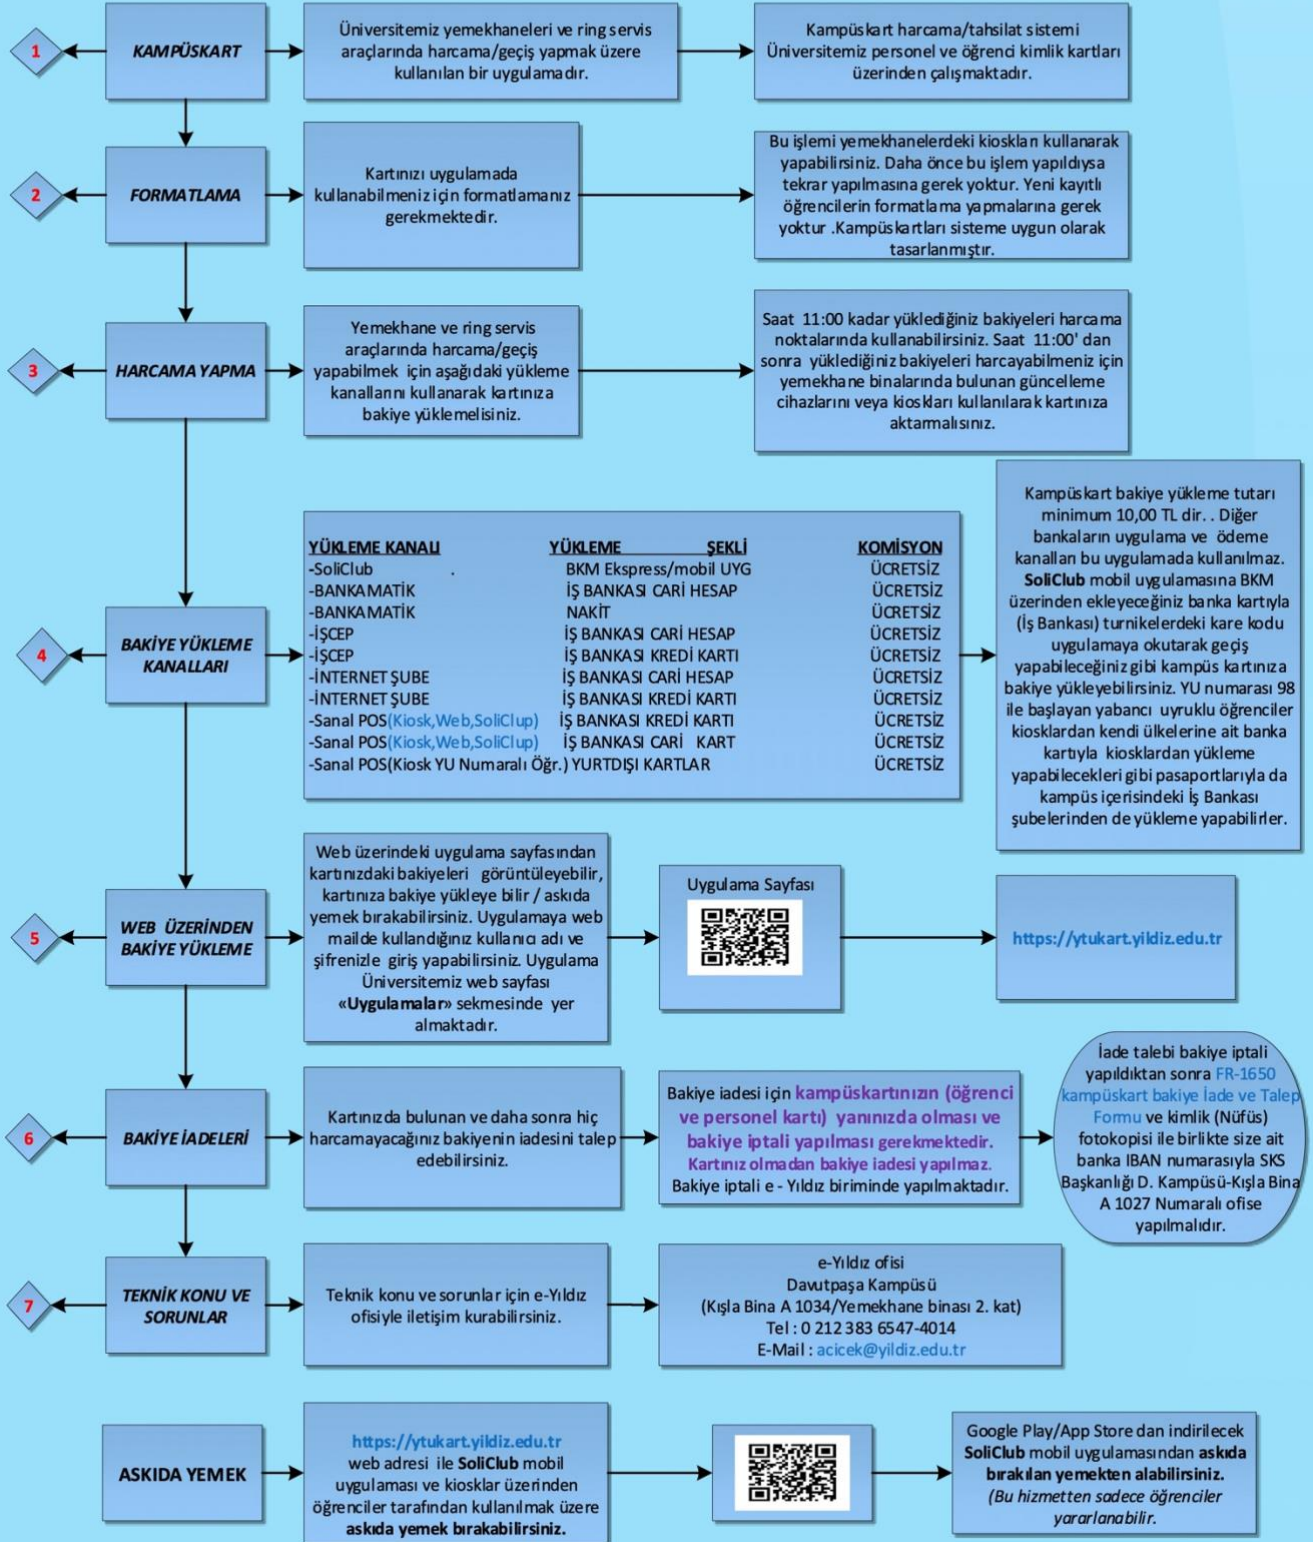 1
KAMPÜSKART
Üniversitemiz yemekhaneleri ve ring servis
araçlarında harcama/geçiş yapmak üzere
kullanılan bir uygulamadır.
Kampüskart harcama/tahsilat sistemi
Üniversitemiz personel ve öğrenci kimlik kartları
üzerinden çalışmaktadır.
2
FORMATLAMA
Kartınızı uygulamada
kullanabilmeniz için formatlamanız
gerekmektedir.
Bu işlemi yemekhanelerdeki kioskları kullanarak
yapabilirsiniz. Daha önce bu işlem yapıldıysa
tekrar yapılmasına gerek yoktur. Yeni kayıtlı
öğrencilerin formatlama yapmalarına gerek
yoktur .Kampüskartları sisteme uygun olarak
tasarlanmıştır.
3
HARCAMA YAPMA
Yemekhane ve ring servis
araçlarında harcama/geçiş
yapabilmek için aşağıdaki yükleme
kanallarını kullanarak kartınıza
bakiye yüklemelisiniz.
Saat 11:00 kadar yüklediğiniz bakiyeleri harcama
noktalarında kullanabilirsiniz. Saat 11:00' dan
sonra yüklediğiniz bakiyeleri harcayabilmeniz için
yemekhane binalarında bulunan güncelleme
cihazlarını veya kioskları kullanılarak kartınıza
aktarmalısınız.
4
BAKİYE YÜKLEME
KANALLARI
YÜKLEME KANALI YÜKLEME ŞEKLİ KOMİSYON
-SoliClub . BKM Ekspress/mobil UYG ÜCRETSİZ
-BANKAMATİK İŞ BANKASI CARİ HESAP ÜCRETSİZ
-BANKAMATİK NAKİT ÜCRETSİZ
-İŞCEP İŞ BANKASI CARİ HESAP ÜCRETSİZ
-İŞCEP İŞ BANKASI KREDİ KARTI ÜCRETSİZ
-İNTERNET ŞUBE İŞ BANKASI CARİ HESAP ÜCRETSİZ
-İNTERNET ŞUBE İŞ BANKASI KREDİ KARTI ÜCRETSİZ
-Sanal POS(Kiosk,Web,SoliClup) İŞ BANKASI KREDİ KARTI ÜCRETSİZ
-Sanal POS(Kiosk,Web,SoliClup) İŞ BANKASI CARİ KART ÜCRETSİZ
-Sanal POS(Kiosk YU Numaralı Öğr.) YURTDIŞI KARTLAR ÜCRETSİZ
Kampüskart bakiye yükleme tutarı
minimum 10,00 TL dir. . Diğer
bankaların uygulama ve ödeme
kanalları bu uygulamada kullanılmaz.
SoliClub mobil uygulamasına BKM
üzerinden ekleyeceğiniz banka kartıyla
(İş Bankası) turnikelerdeki kare kodu
uygulamaya okutarak geçiş
yapabileceğiniz gibi kampüs kartınıza
bakiye yükleyebilirsiniz. YU numarası 98
ile başlayan yabancı uyruklu öğrenciler
kiosklardan kendi ülkelerine ait banka
kartıyla kiosklardan yükleme
yapabilecekleri gibi pasaportlarıyla da
kampüs içerisindeki İş Bankası
şubelerinden de yükleme yapabilirler.
5
WEB ÜZERİNDEN
BAKİYE YÜKLEME
Web üzerindeki uygulama sayfasından
kartınızdaki bakiyeleri görüntüleyebilir,
kartınıza bakiye yükleye bilir / askıda
yemek bırakabilirsiniz. Uygulamaya web
mailde kullandığınız kullanıcı adı ve
şifrenizle giriş yapabilirsiniz. Uygulama
Üniversitemiz web sayfası
«Uygulamalar» sekmesinde yer
almaktadır.
Uygulama Sayfası
https://ytukart.yildiz.edu.tr
6
BAKİYE İADELERİ
Kartınızda bulunan ve daha sonra hiç
harcamayacağınız bakiyenin iadesini talep
edebilirsiniz.
Bakiye iadesi için kampüskartınızın (öğrenci
ve personel kartı) yanınızda olması ve
bakiye iptali yapılması gerekmektedir.
Kartınız olmadan bakiye iadesi yapılmaz.
Bakiye iptali e - Yıldız biriminde yapılmaktadır.
İade talebi bakiye iptali
yapıldıktan sonra FR-1650
kampüskart bakiye İade ve Talep
Formu ve kimlik (Nüfüs)
fotokopisi ile birlikte size ait
banka IBAN numarasıyla SKS
Başkanlığı D. Kampüsü-Kışla Bina
A 1027 Numaralı ofise
yapılmalıdır.
7
TEKNİK KONU VE
SORUNLAR
Teknik konu ve sorunlar için e-Yıldız
ofisiyle iletişim kurabilirsiniz.
e-Yıldız ofisi
Davutpaşa Kampüsü
(Kışla Bina A 1034/Yemekhane binası 2. kat)
Tel : 0 212 383 6547-4014
E-Mail : acicek@yildiz.edu.tr
ASKIDA YEMEK
https://ytukart.yildiz.edu.tr
web adresi ile SoliClub mobil
uygulaması ve kiosklar üzerinden
öğrenciler tarafından kullanılmak üzere
askıda yemek bırakabilirsiniz.
Google Play/App Store dan indirilecek
SoliClub mobil uygulamasından askıda
bırakılan yemekten alabilirsiniz.
(Bu hizmetten sadece öğrenciler
yararlanabilir.